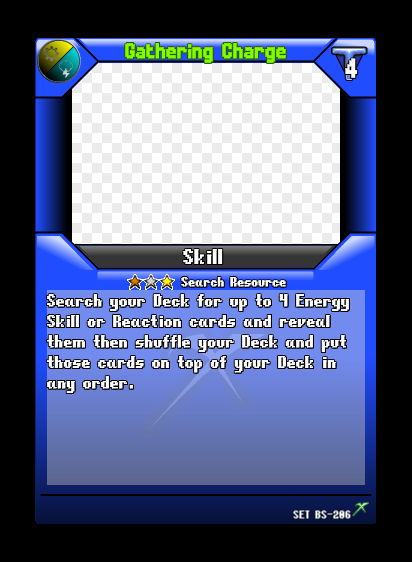 Gathering Charge
4
Skill
Search Resource
Search your Deck for up to 4 Energy
Skill or Reaction cards and reveal
them then shuffle your Deck and put
those cards on top of your Deck in
any order.
SET BS-206